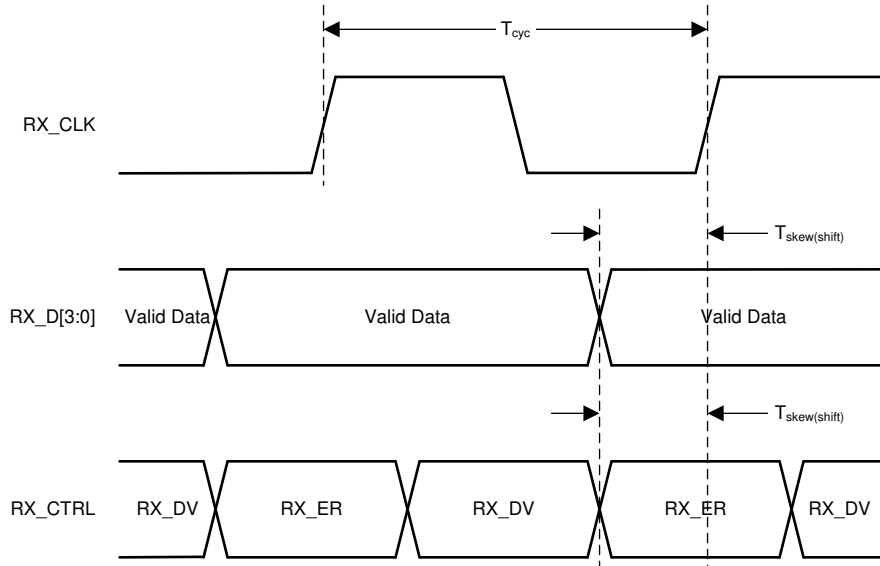 T_cyc
RX_CLK
T_skew(shift)
RX_D[3:0]
Valid Data
Valid Data
Valid Data
T_skew(shift)
RX_CTRL
RX_DV
RX_ER
RX_DV
RX_ER
RX_DV